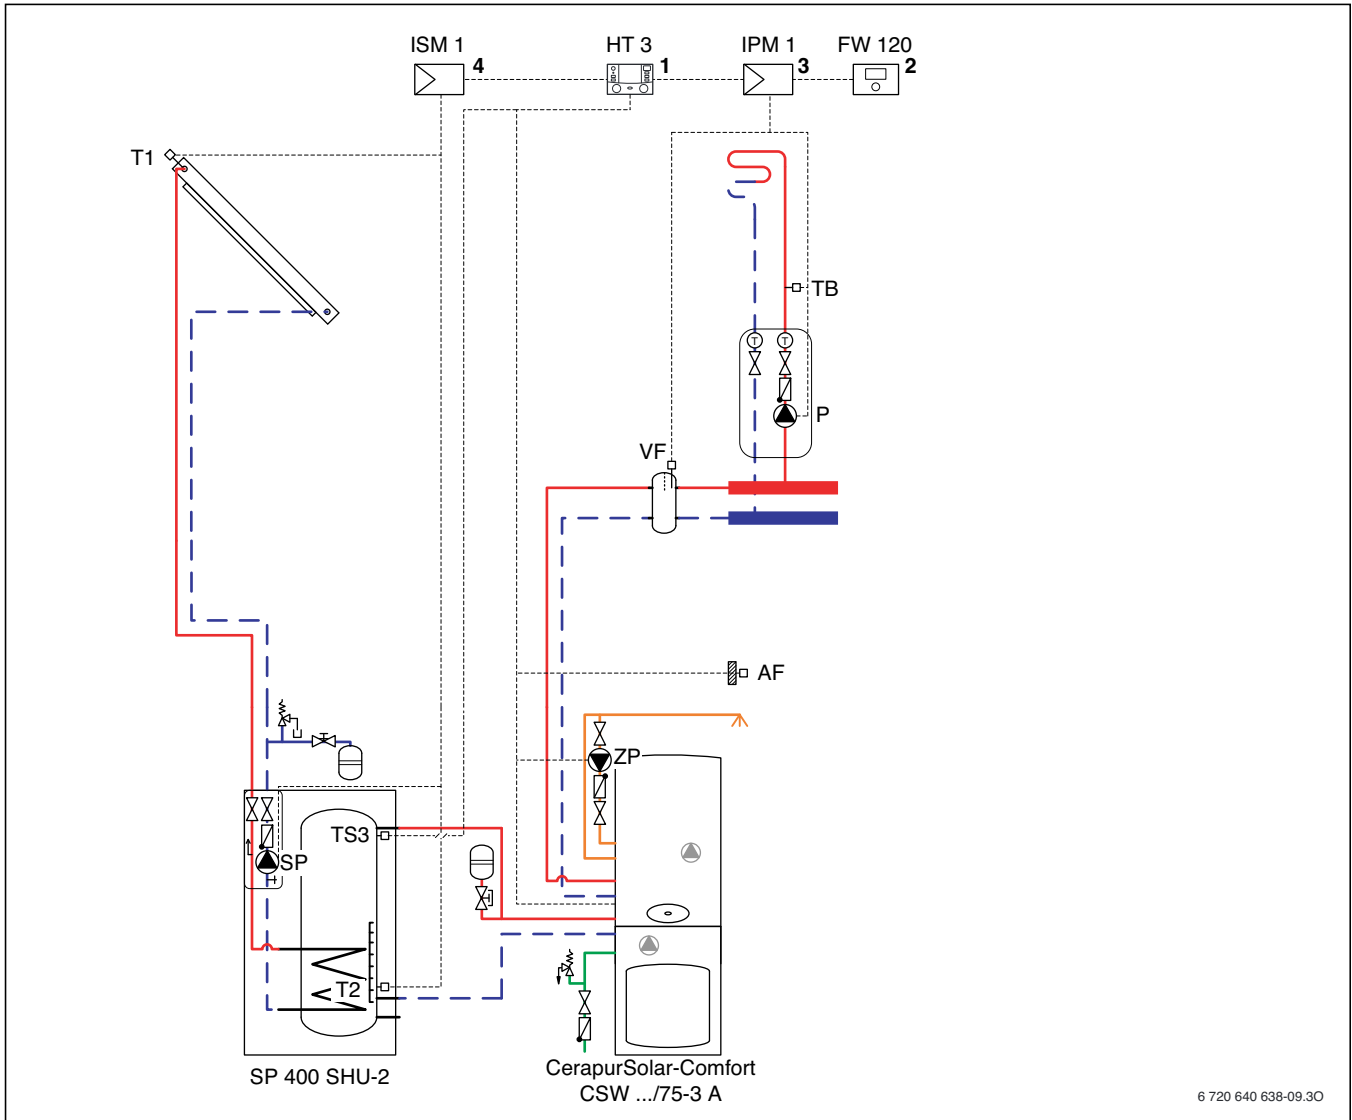 ISM 1
HT 3
IPM 1
FW 120
4
1
3
2
T1
TB
T
T
P
VF
AF
ZP
TS3
SP
T2
SP 400 SHU-2
CerapurSolar-Comfort
CSW .../75-3 A
6 720 640 638-09.3O